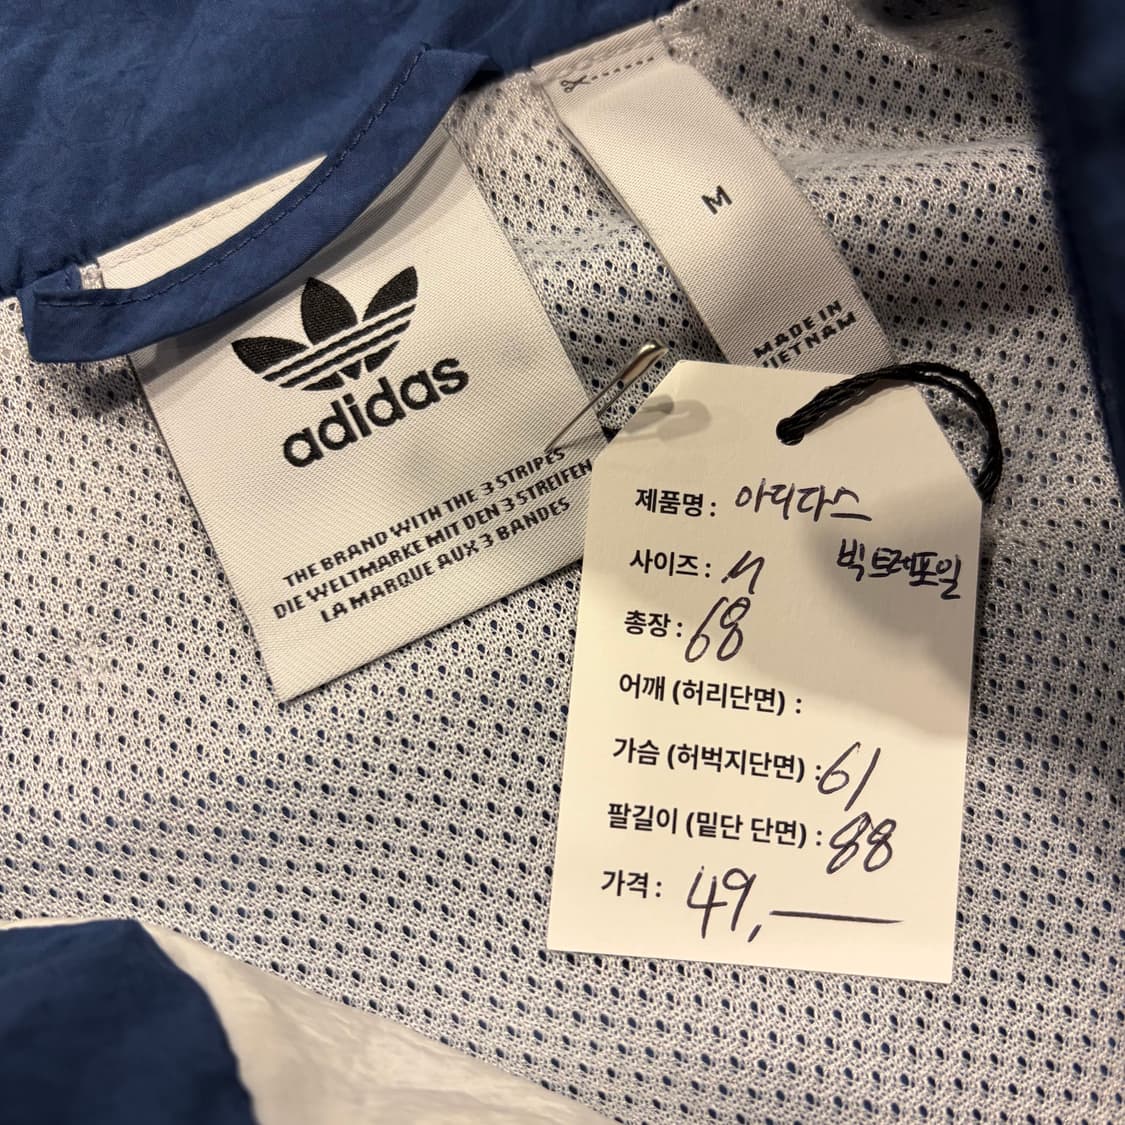 adidas
THE BRAND WITH THE 3 STRIPES
DIE WELTMARKE MIT DEN 3 STREIFEN
LA MARQUE AUX 3 BANDES
M
MADE IN
VIETNAM
제품명: 아디다스
빅트레포일
사이즈: M
총장: 68
어깨 (허리단면) :
가슴 (허벅지단면) : 61
팔길이 (밑단 단면) : 88
가격: 49,